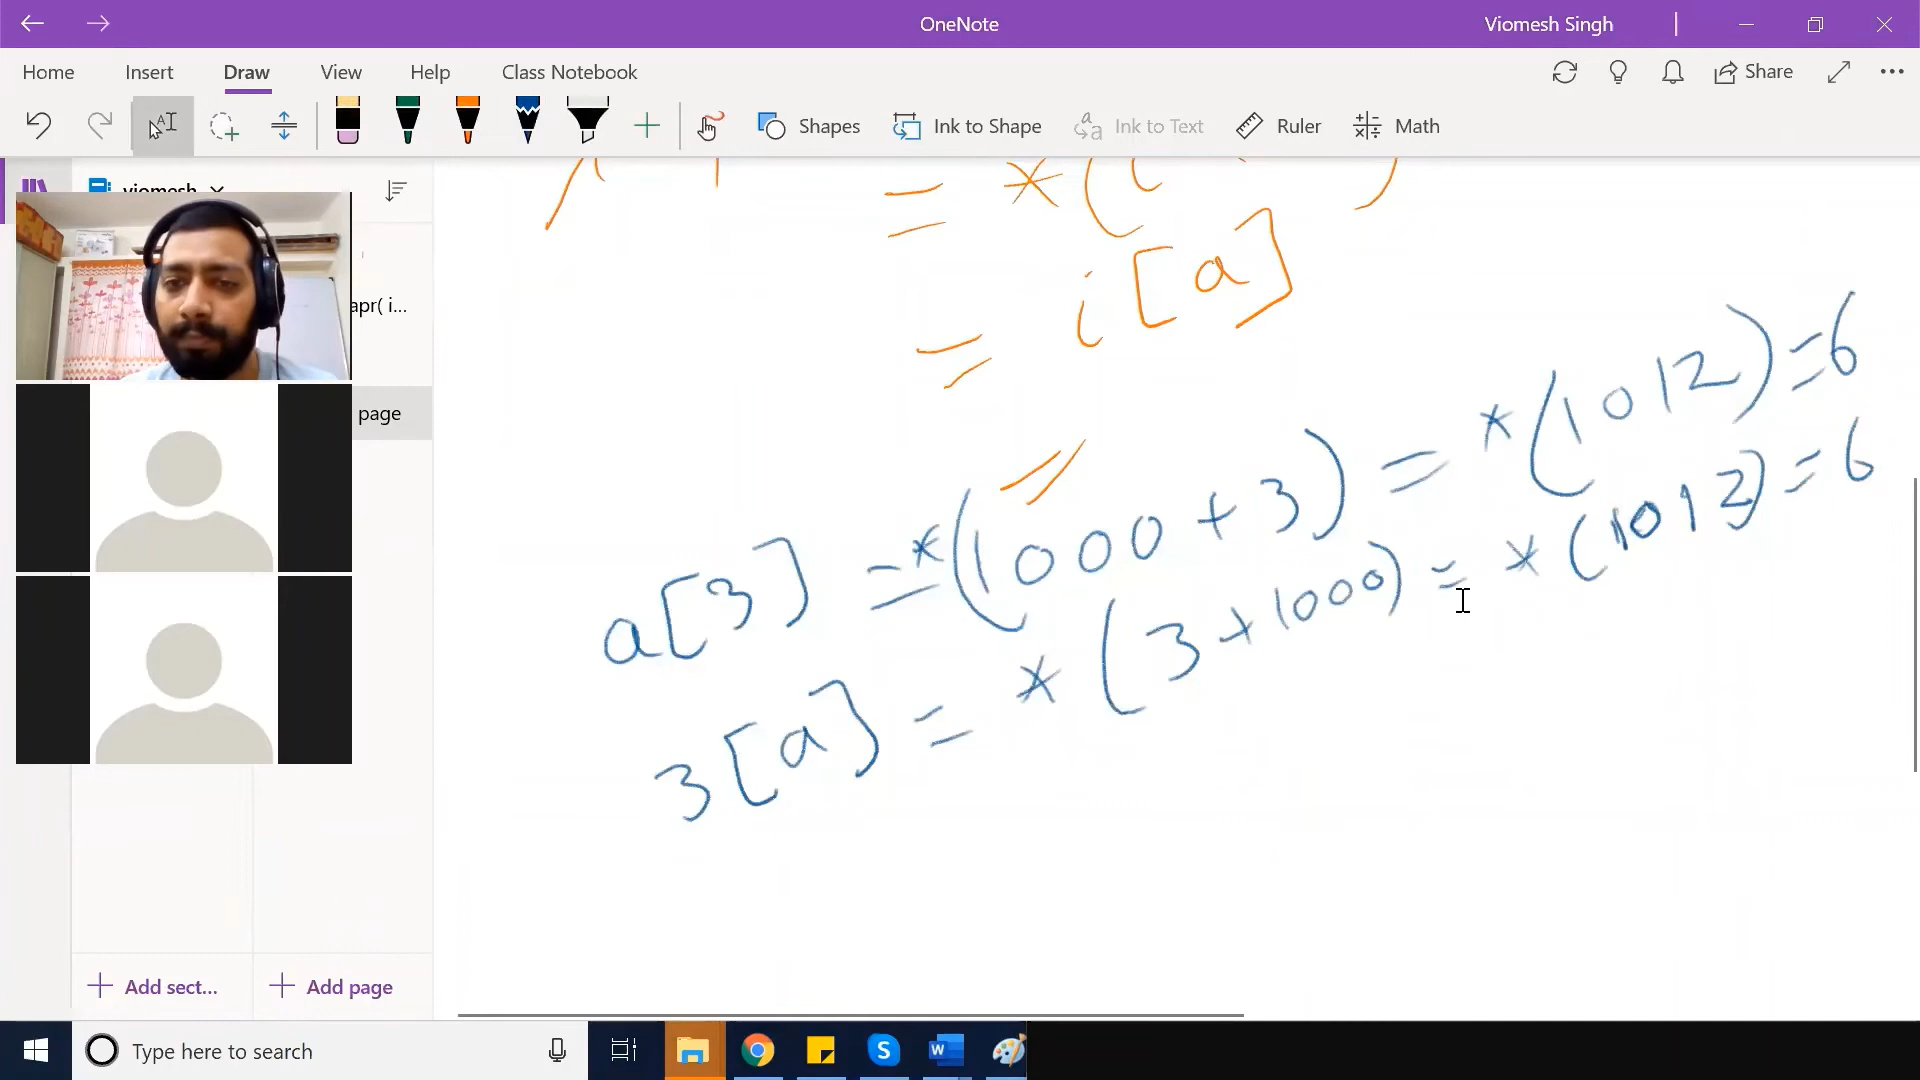 OneNote
Viomesh Singh
Home Insert Draw View Help Class Notebook Share
Shapes Ink to Shape Ink to Text Ruler Math
viomesh
apr( i...
page
= *(
= i[a]
=
a[3] = *(1000 + 3) = *(1012) = 6
3[a] = *(3 + 1000) = *(1012) = 6
Add sect... Add page
Type here to search